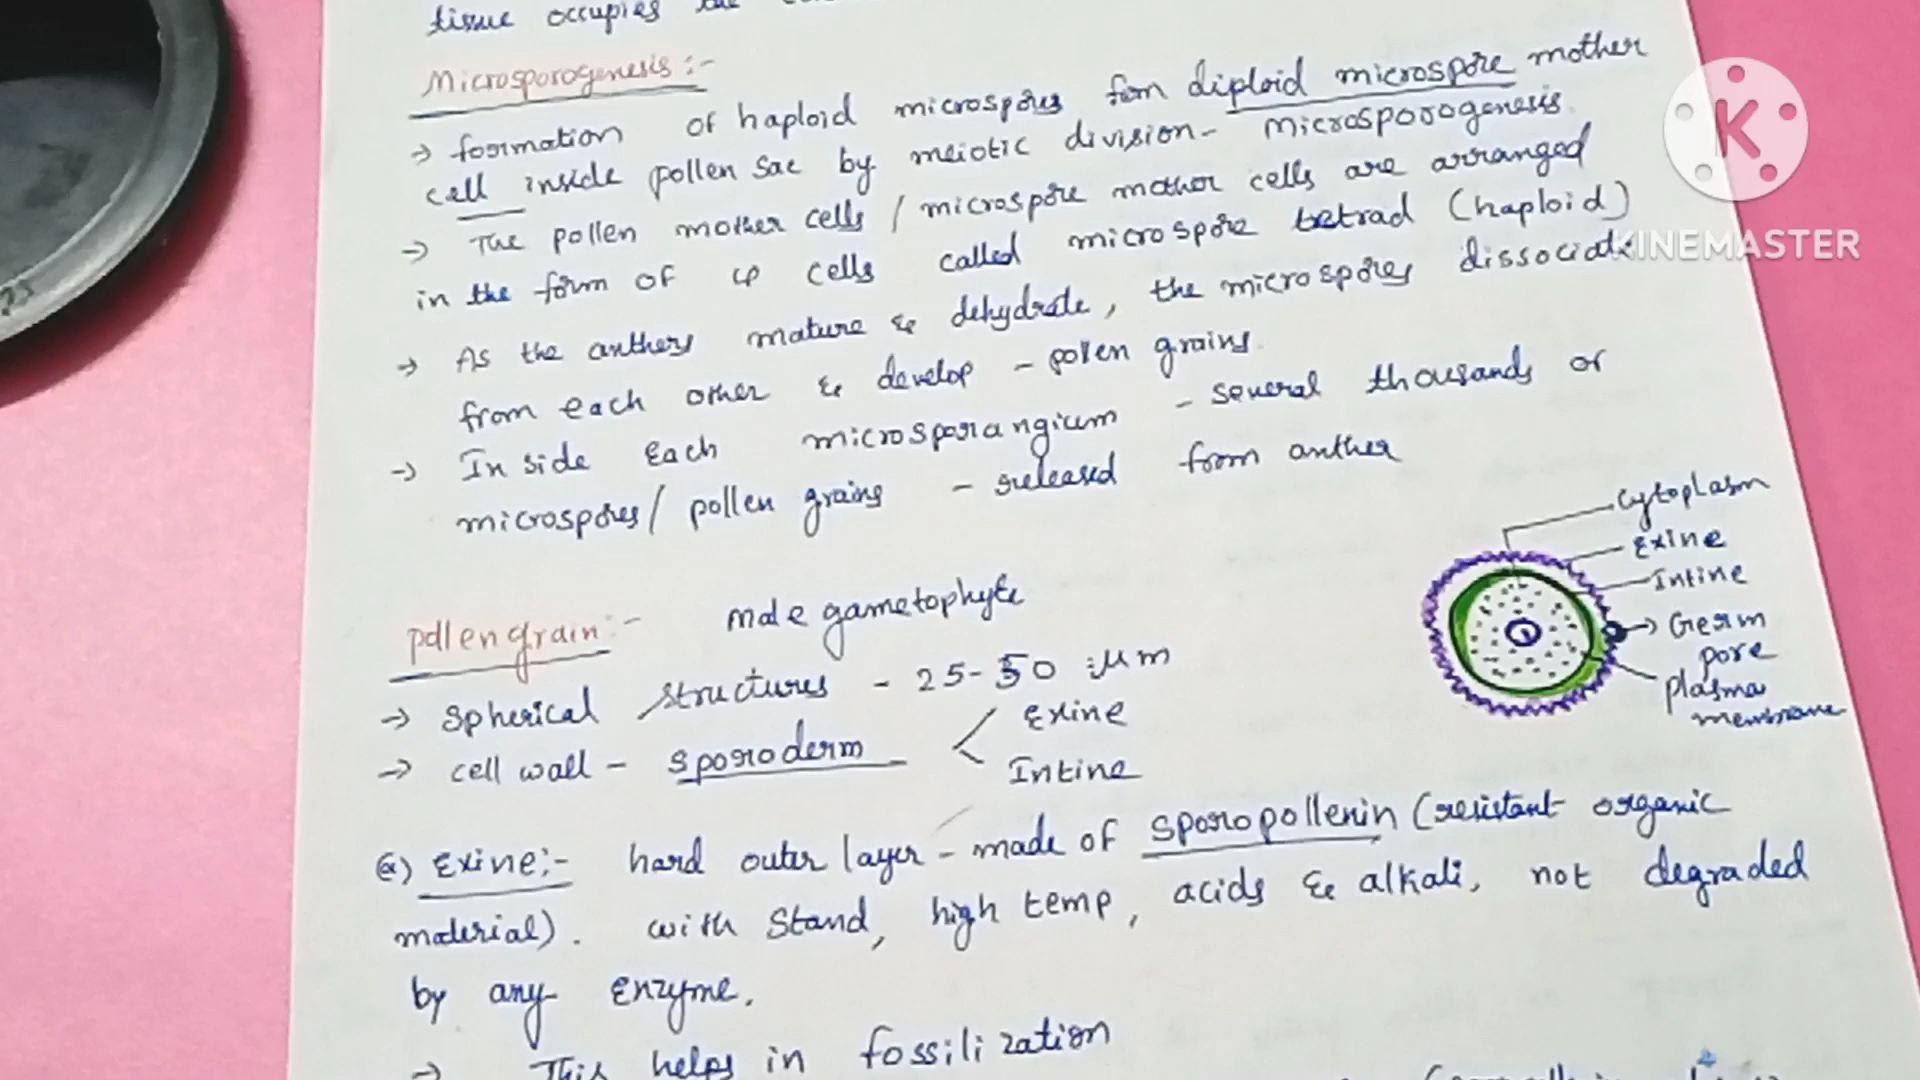 tissue occupies the
Microsporogenesis :-
→ formation of haploid microspores from diploid microspore mother
cell inside pollen sac by meiotic division - Microsporogenesis
→ The pollen mother cells / microspore mother cells are arranged
in the form of 4 cells called microspore tetrad (haploid)
→ As the anthers mature & dehydrate, the microspores dissociate
from each other & develop - pollen grains.
→ Inside Each microsporangium - several thousands or
microspores / pollen grains - released from anther
pollen grain :- male gametophyte
→ spherical structures - 25-50 μm
→ cell wall - sporoderm < Exine
Intine
Cytoplasm
Exine
Intine
→ Germ
pore
plasma
membrane
(a) Exine:- hard outer layer - made of sporopollenin (resistant organic
material). with stand, high temp, acids & alkali, not degraded
by any enzyme.
→ This helps in fossilization
K
KINEMASTER